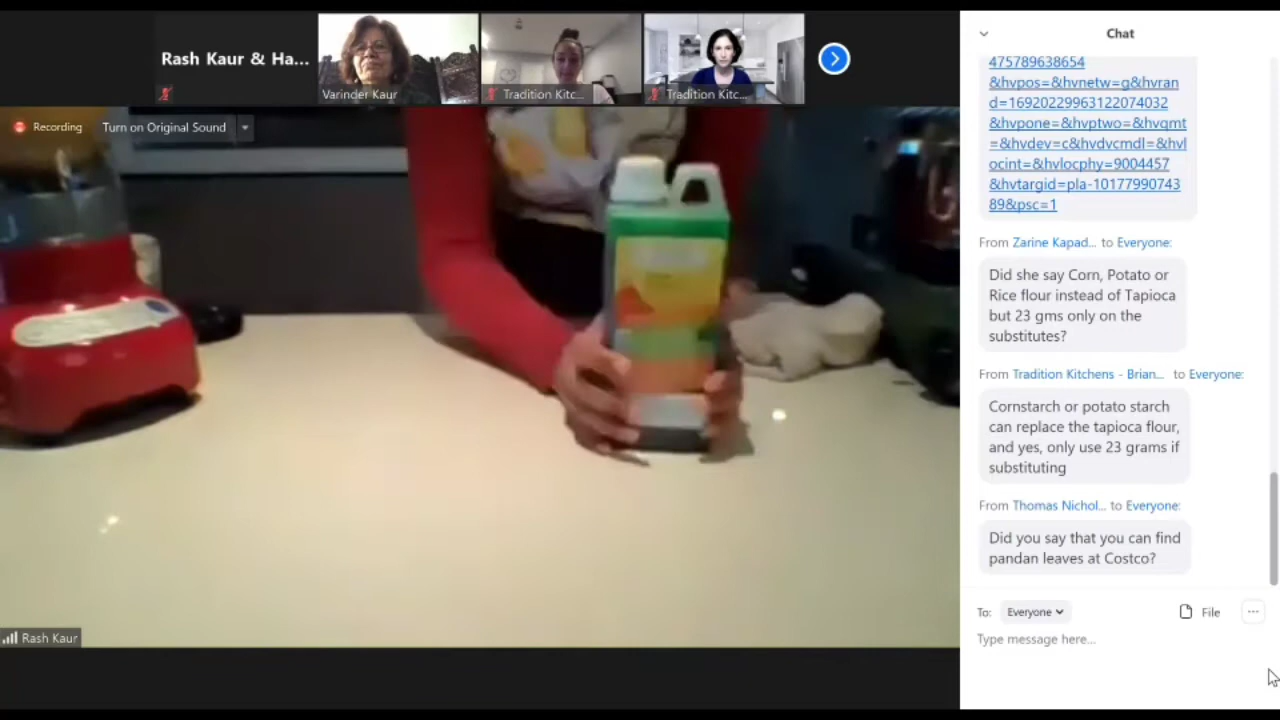 Rash Kaur & Ha...
Varinder Kaur
Tradition Kitc...
Tradition Kitc...
Recording
Turn on Original Sound
Rash Kaur
Chat
475789638654
&hvpos=&hvnetw=g&hvran
d=16920229963122074032
&hvpone=&hvptwo=&hvqmt
=&hvdev=c&hvdvcmdl=&hvl
ocint=&hvlocphy=9004457
&hvtargid=pla-10177990743
89&psc=1
From Zarine Kapad... to Everyone:
Did she say Corn, Potato or
Rice flour instead of Tapioca
but 23 gms only on the
substitutes?
From Tradition Kitchens - Brian... to Everyone:
Cornstarch or potato starch
can replace the tapioca flour,
and yes, only use 23 grams if
substituting
From Thomas Nichol... to Everyone:
Did you say that you can find
pandan leaves at Costco?
To: Everyone
File
Type message here...